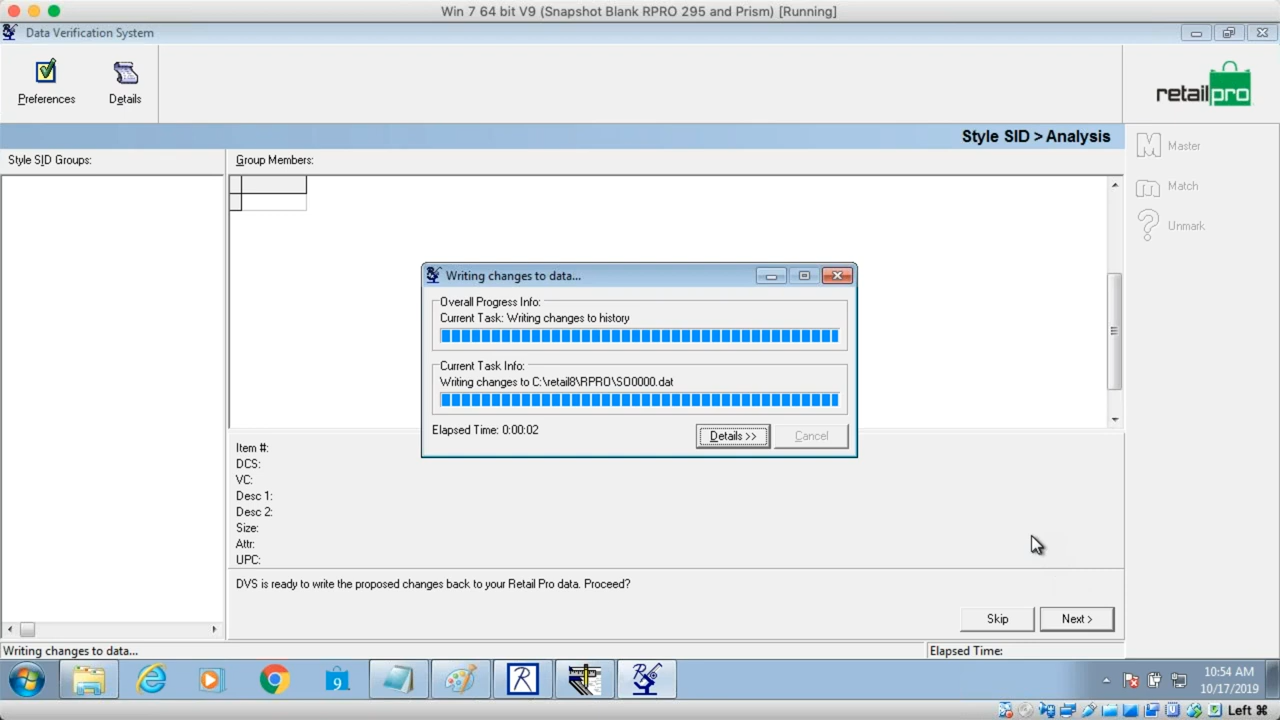 Win 7 64 bit V9 (Snapshot Blank RPRO 295 and Prism) [Running]
Data Verification System
Preferences
Details
retailpro
Style SID > Analysis
Style SID Groups:
Group Members:
Master
Match
Unmark
Writing changes to data...
Overall Progress Info:
Current Task: Writing changes to history
Current Task Info:
Writing changes to C:\retail8\RPRO\SO0000.dat
Elapsed Time: 0:00:02
Details >>
Cancel
Item #:
DCS:
VC:
Desc 1:
Desc 2:
Size:
Attr:
UPC:
DVS is ready to write the proposed changes back to your Retail Pro data. Proceed?
Skip
Next >
Writing changes to data...
Elapsed Time:
9
R
10:54 AM
10/17/2019
Left ⌘